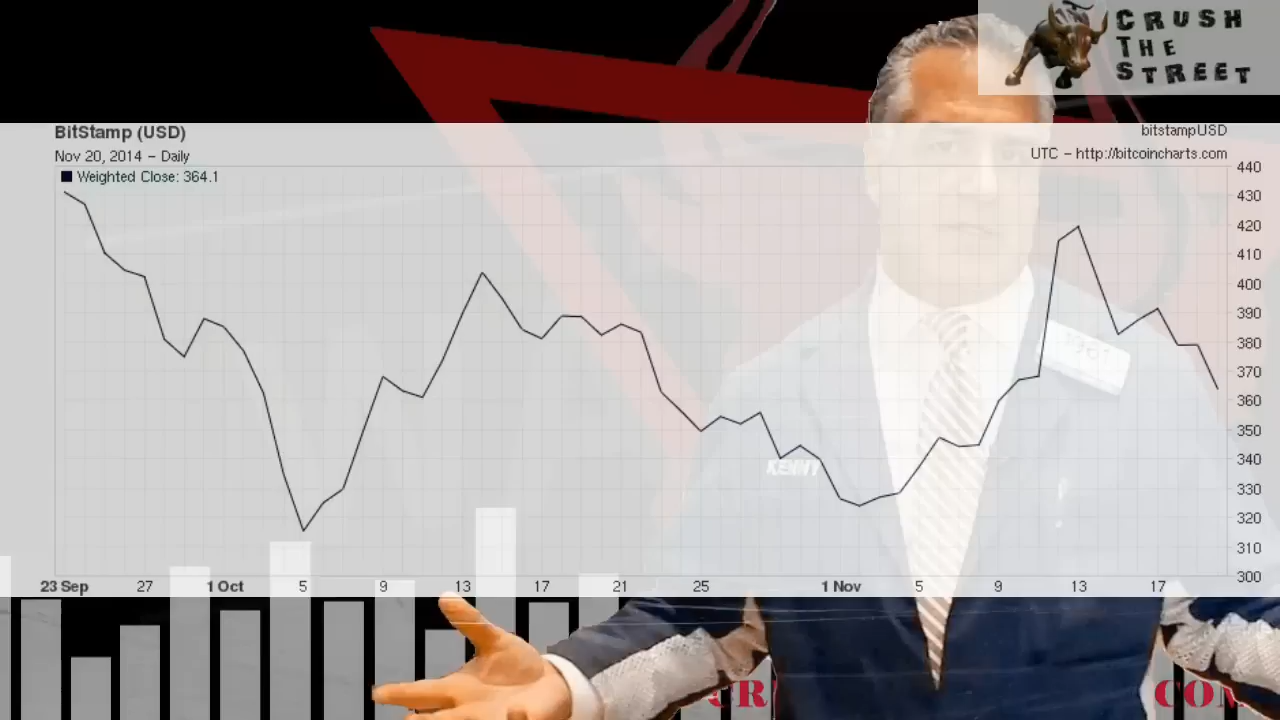 CRUSH
THE
STREET
BitStamp (USD)
bitstampUSD
Nov 20, 2014 - Daily
UTC - http://bitcoincharts.com
Weighted Close: 364.1
440
430
420
410
400
390
380
370
360
350
340
330
320
310
300
KENNY
23 Sep 27 1 Oct 5 9 13 17 21 25 1 Nov 5 9 13 17